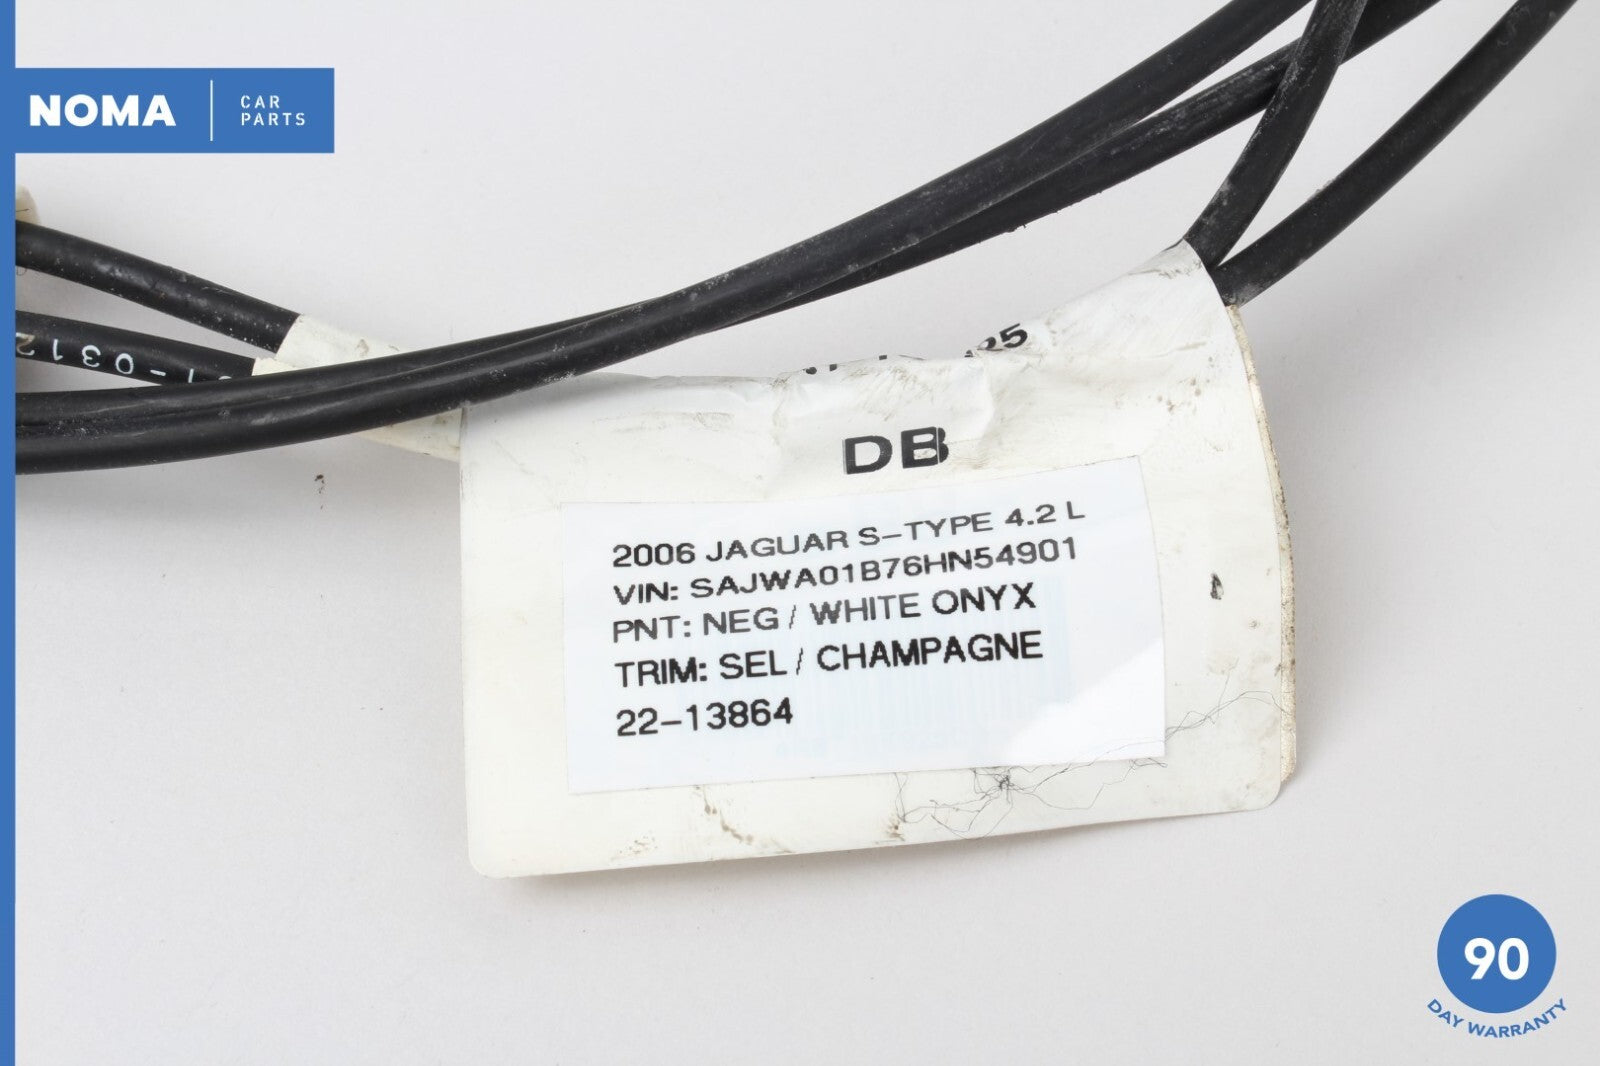 NOMA
CAR
PARTS
DB
2006 JAGUAR S-TYPE 4.2 L
VIN: SAJWA01B76HN54901
PNT: NEG / WHITE ONYX
TRIM: SEL / CHAMPAGNE
22-13864
90
DAY WARRANTY